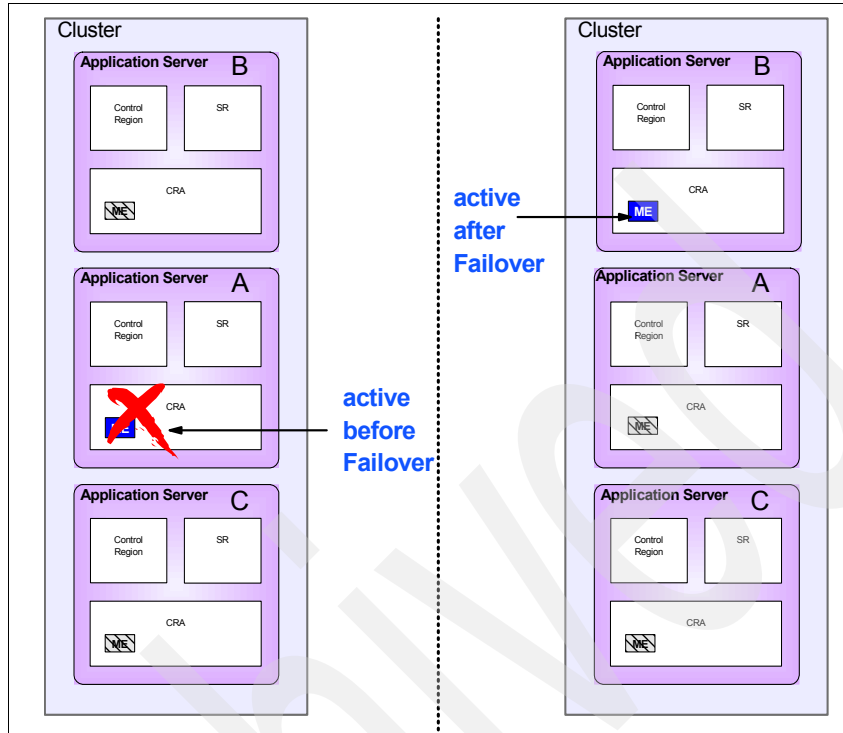 Cluster
Application Server B
Control
Region
SR
CRA
ME
Application Server A
Control
Region
SR
CRA
ME
Application Server C
Control
Region
SR
CRA
ME
active
before
Failover
active
after
Failover
Cluster
Application Server B
Control
Region
SR
CRA
ME
Application Server A
Control
Region
SR
CRA
ME
Application Server C
Control
Region
SR
CRA
ME